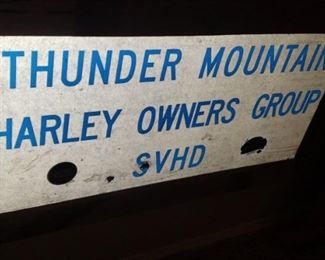 THUNDER MOUNTAIN
HARLEY OWNERS GROUP
SVHD